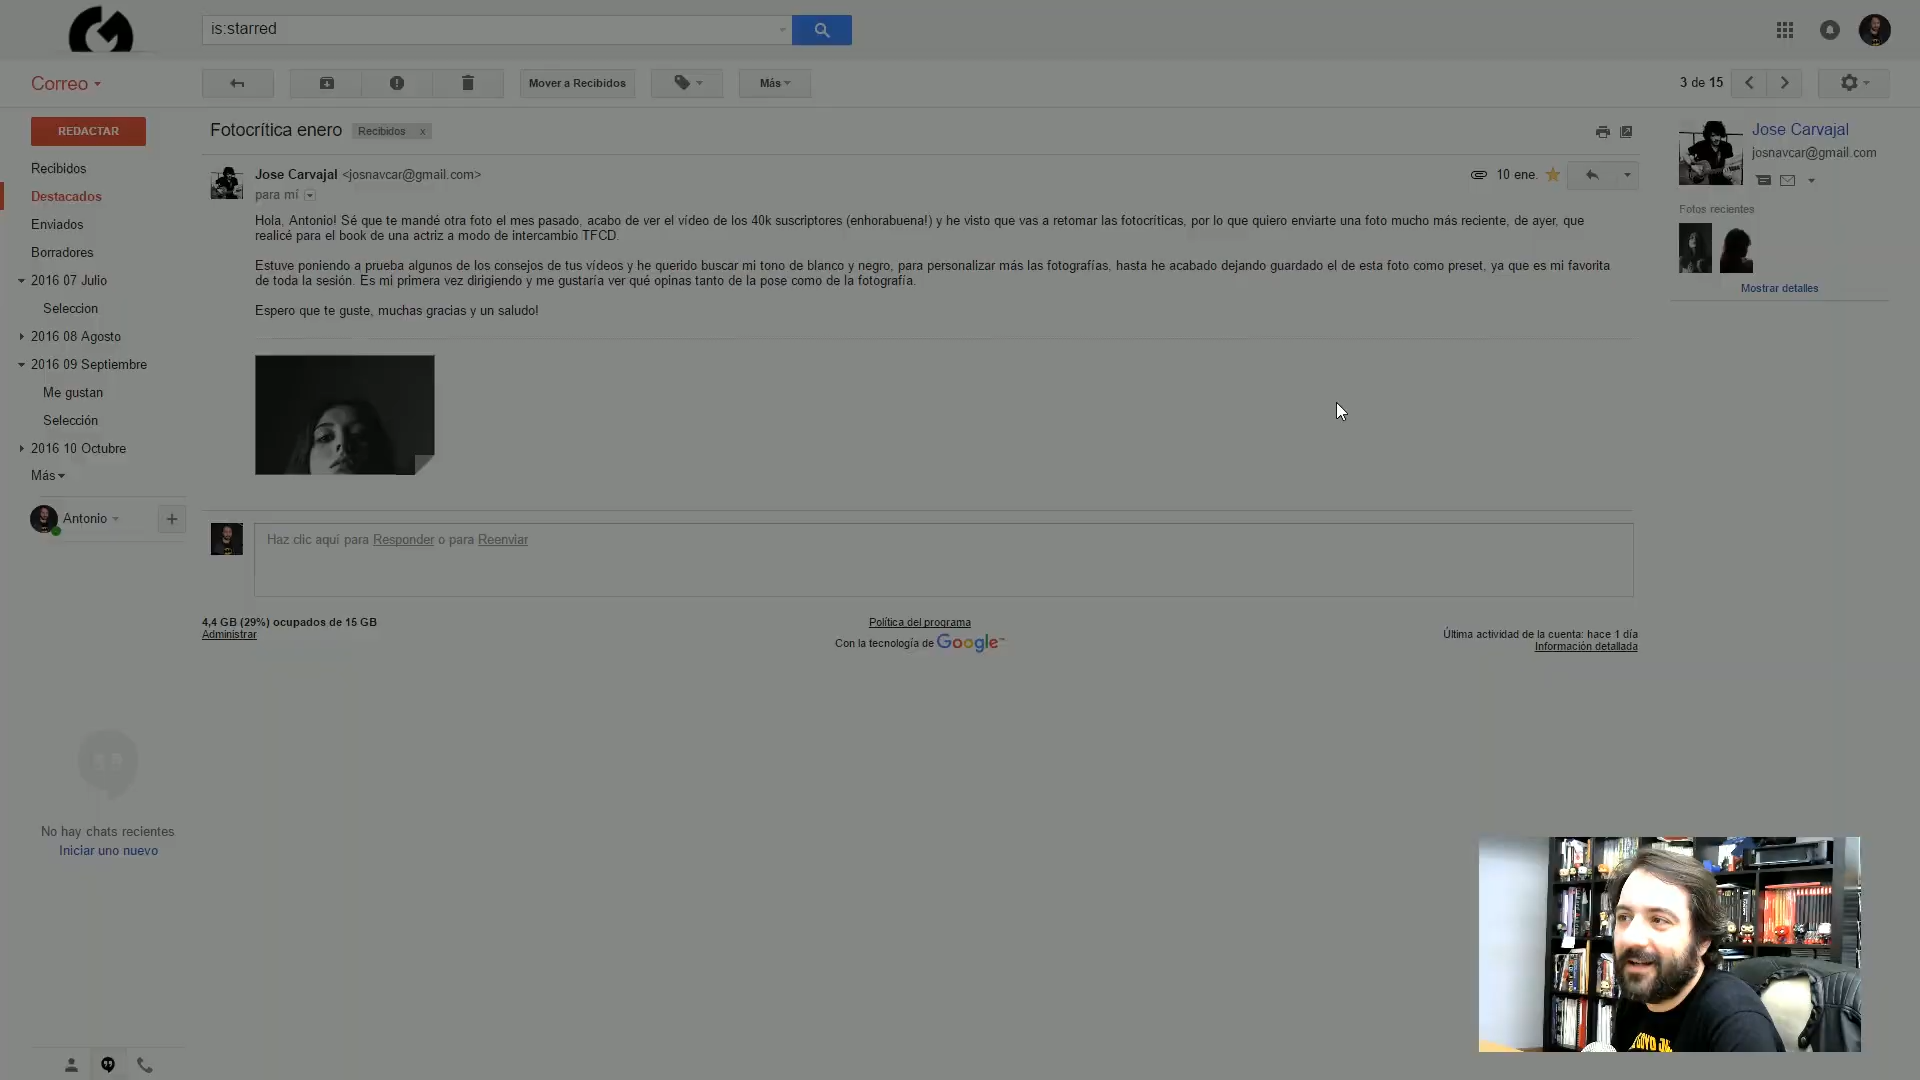 is:starred
Correo
Mover a Recibidos
Más
3 de 15
REDACTAR
Recibidos
Destacados
Enviados
Borradores
2016 07 Julio
Seleccion
2016 08 Agosto
2016 09 Septiembre
Me gustan
Selección
2016 10 Octubre
Más
Antonio
No hay chats recientes
Iniciar uno nuevo
Fotocrítica enero
Recibidos x
Jose Carvajal <josnavcar@gmail.com>
10 ene.
para mí
Hola, Antonio! Sé que te mandé otra foto el mes pasado, acabo de ver el vídeo de los 40k suscriptores (enhorabuena!) y he visto que vas a retomar las fotocríticas, por lo que quiero enviarte una foto mucho más reciente, de ayer, que
realicé para el book de una actriz a modo de intercambio TFCD.
Estuve poniendo a prueba algunos de los consejos de tus vídeos y he querido buscar mi tono de blanco y negro, para personalizar más las fotografías, hasta he acabado dejando guardado el de esta foto como preset, ya que es mi favorita
de toda la sesión. Es mi primera vez dirigiendo y me gustaría ver qué opinas tanto de la pose como de la fotografía.
Espero que te guste, muchas gracias y un saludo!
Haz clic aquí para Responder o para Reenviar
4,4 GB (29%) ocupados de 15 GB
Administrar
Política del programa
Con la tecnología de Google™
Última actividad de la cuenta: hace 1 día
Información detallada
Jose Carvajal
josnavcar@gmail.com
Fotos recientes
Mostrar detalles